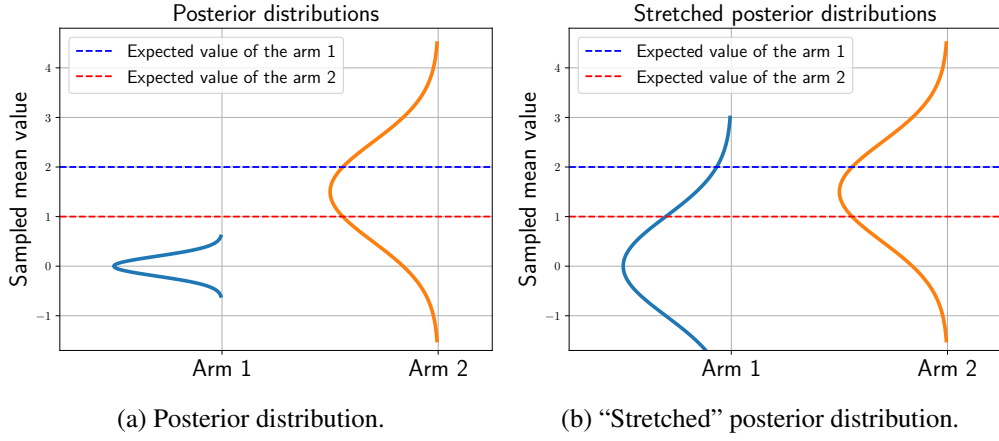 Posterior distributions
Expected value of the arm 1
Expected value of the arm 2
Sampled mean value
4
3
2
1
0
−1
Arm 1
Arm 2
(a) Posterior distribution.
Stretched posterior distributions
Expected value of the arm 1
Expected value of the arm 2
Sampled mean value
4
3
2
1
0
−1
Arm 1
Arm 2
(b) “Stretched” posterior distribution.